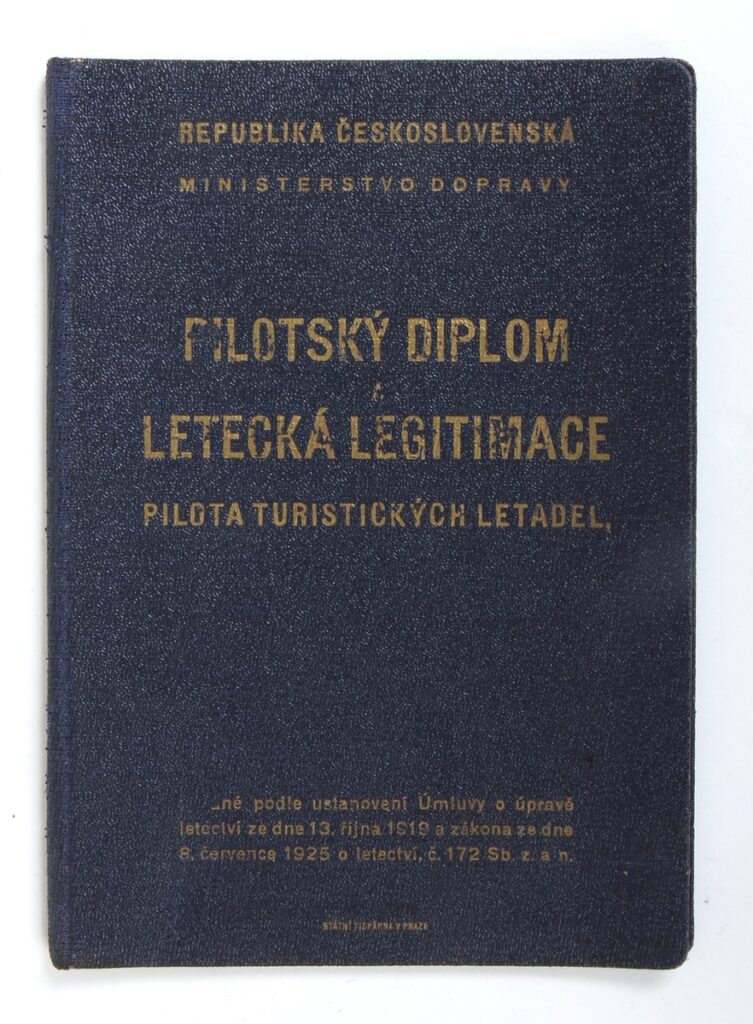 REPUBLIKA ČESKOSLOVENSKÁ
MINISTERSTVO DOPRAVY
PILOTSKÝ DIPLOM
A
LETECKÁ LEGITIMACE
PILOTA TURISTICKÝCH LETADEL,
podle ustanovení Úmluvy o úpravě
letectví ze dne 13. října 1919 a zákona ze dne
8. července 1925 o letectví, č. 172 Sb. z. a n.
STÁTNÍ TISKÁRNA V PRAZE